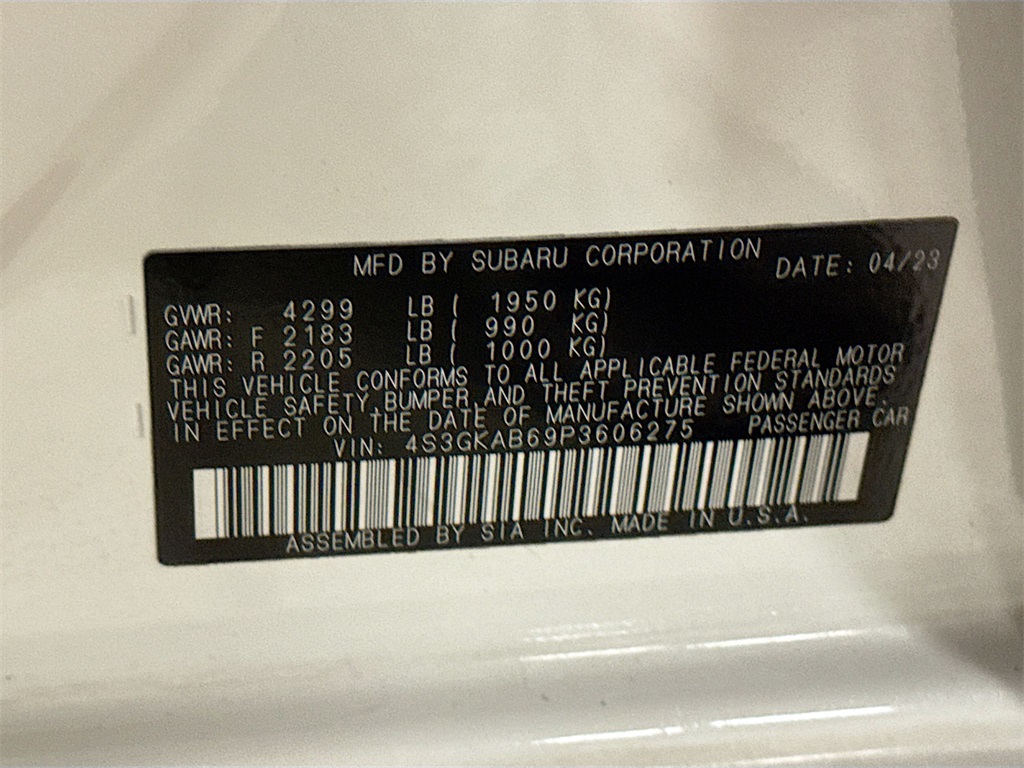 MFD BY SUBARU CORPORATION DATE: 04/23
GVWR: 4299 LB ( 1950 KG)
GAWR: F 2183 LB ( 990 KG)
GAWR: R 2205 LB ( 1000 KG)
THIS VEHICLE CONFORMS TO ALL APPLICABLE FEDERAL MOTOR
VEHICLE SAFETY,BUMPER,AND THEFT PREVENTION STANDARDS
IN EFFECT ON THE DATE OF MANUFACTURE SHOWN ABOVE.
VIN: 4S3GKAB69P3606275 PASSENGER CAR
ASSEMBLED BY SIA INC. MADE IN U.S.A.